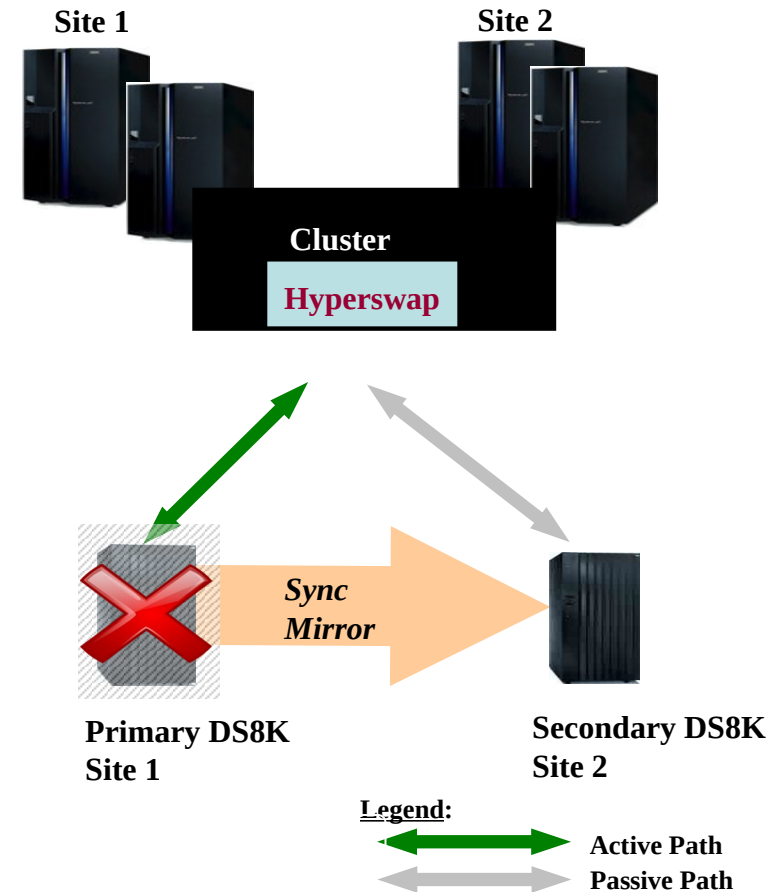 Site 1
Site 2
Cluster
Hyperswap
Sync
Mirror
Primary DS8K
Site 1
Secondary DS8K
Site 2
Legend:
Active Path
Passive Path